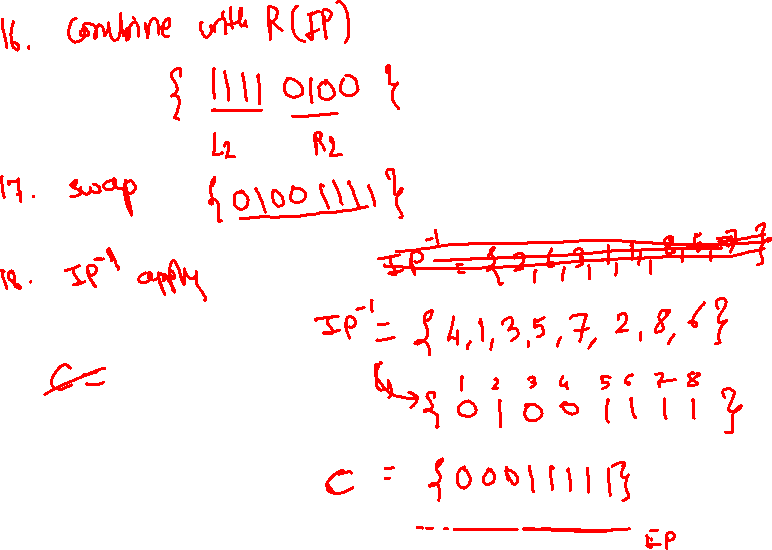 16. Combine with R(IP)
{ 1111 0100 }
L2 R2
17. swap { 01001111 }
18. IP⁻¹ apply
IP⁻¹ = { 4, 1, 3, 5, 7, 2, 8, 6 }
1 2 3 4 5 6 7 8
{ 0 1 0 0 1 1 1 1 }
C =
C = { 00011111 }
IP